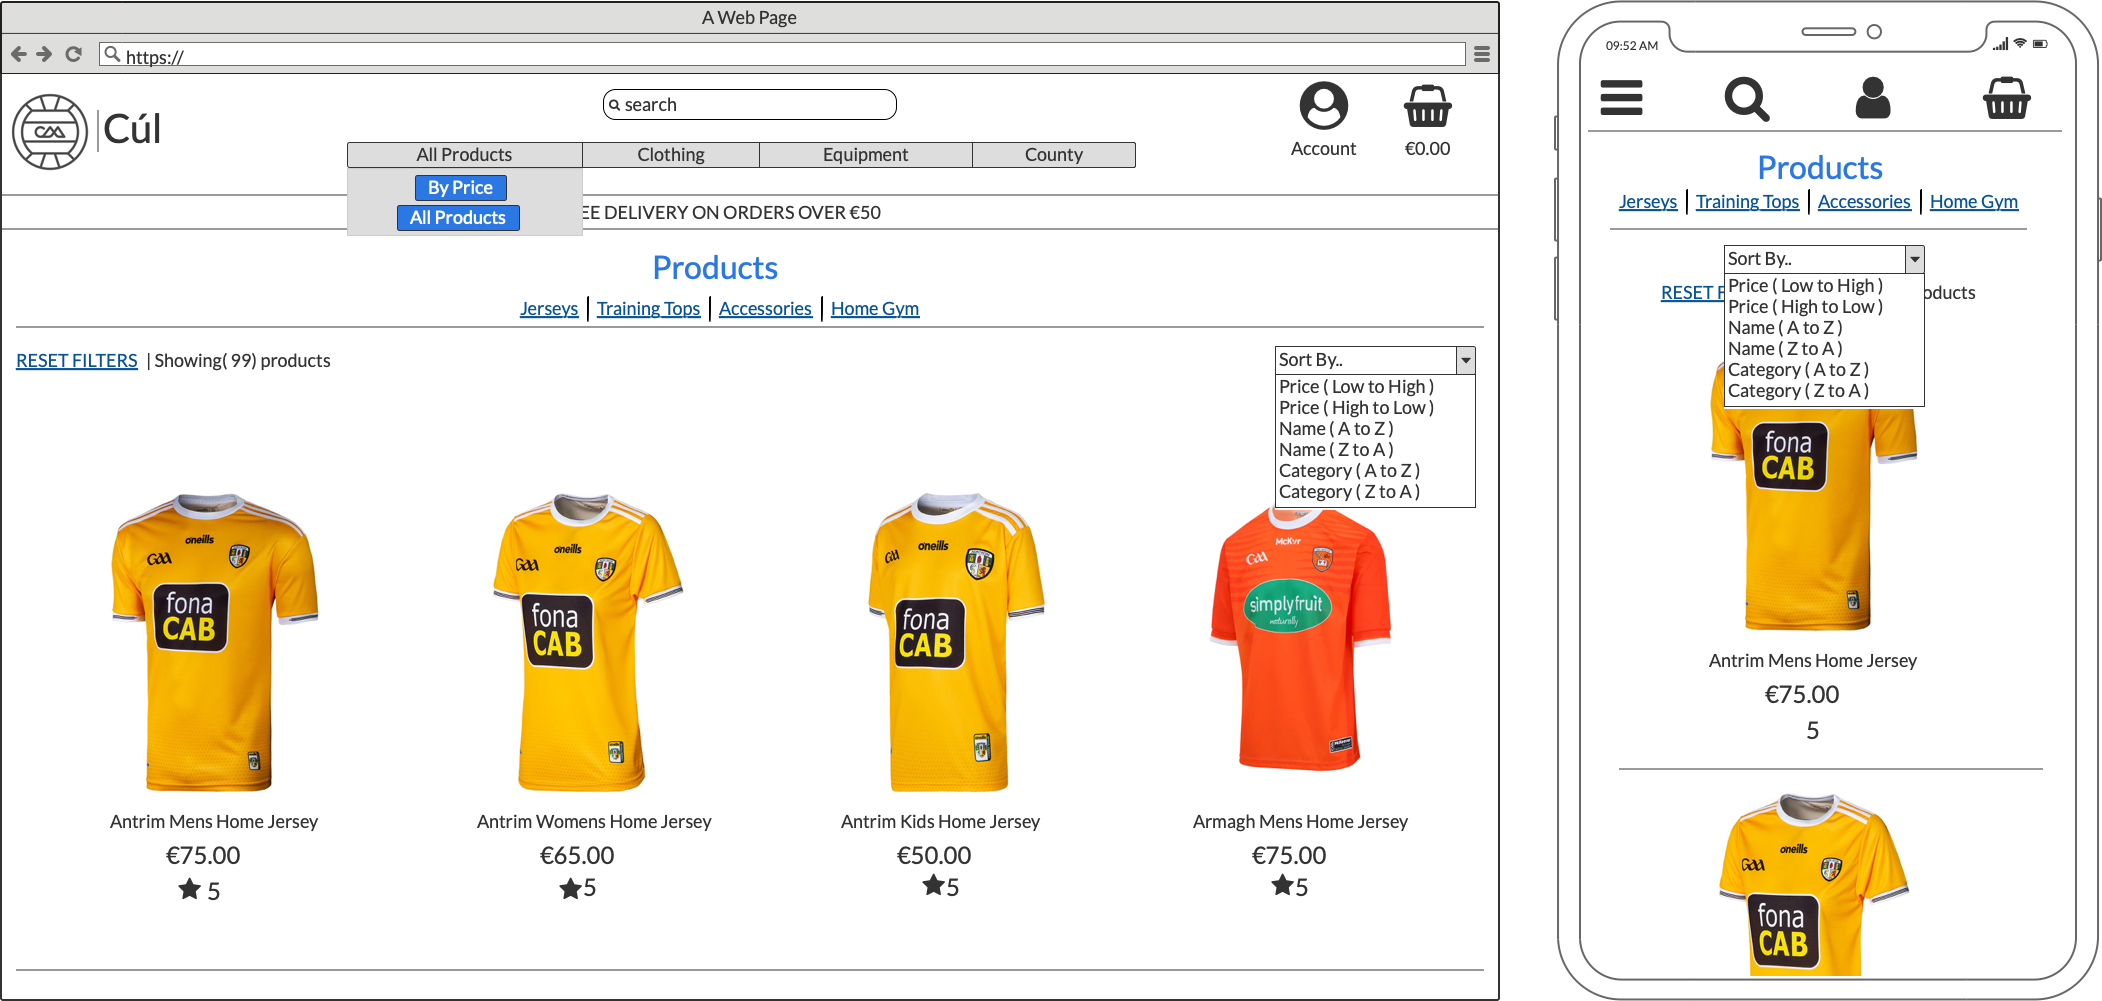 A Web Page
https://
Cúl
search
Account
€0.00
All Products Clothing Equipment County
By Price
All Products
EE DELIVERY ON ORDERS OVER €50
Products
Jerseys | Training Tops | Accessories | Home Gym
RESET FILTERS | Showing( 99) products
Sort By..
Price ( Low to High )
Price ( High to Low )
Name ( A to Z )
Name ( Z to A )
Category ( A to Z )
Category ( Z to A )
oneills
GAA
fona
CAB
oneills
GAA
fona
CAB
oneills
GAA
fona
CAB
McKvr
GAA
simplyfruit
naturally
Antrim Mens Home Jersey
€75.00
5
Antrim Womens Home Jersey
€65.00
5
Antrim Kids Home Jersey
€50.00
5
Armagh Mens Home Jersey
€75.00
5
09:52 AM
Products
Jerseys | Training Tops | Accessories | Home Gym
Sort By..
RESET F
oducts
Price ( Low to High )
Price ( High to Low )
Name ( A to Z )
Name ( Z to A )
Category ( A to Z )
Category ( Z to A )
fona
CAB
Antrim Mens Home Jersey
€75.00
5
oneills
GAA
fona
CAB